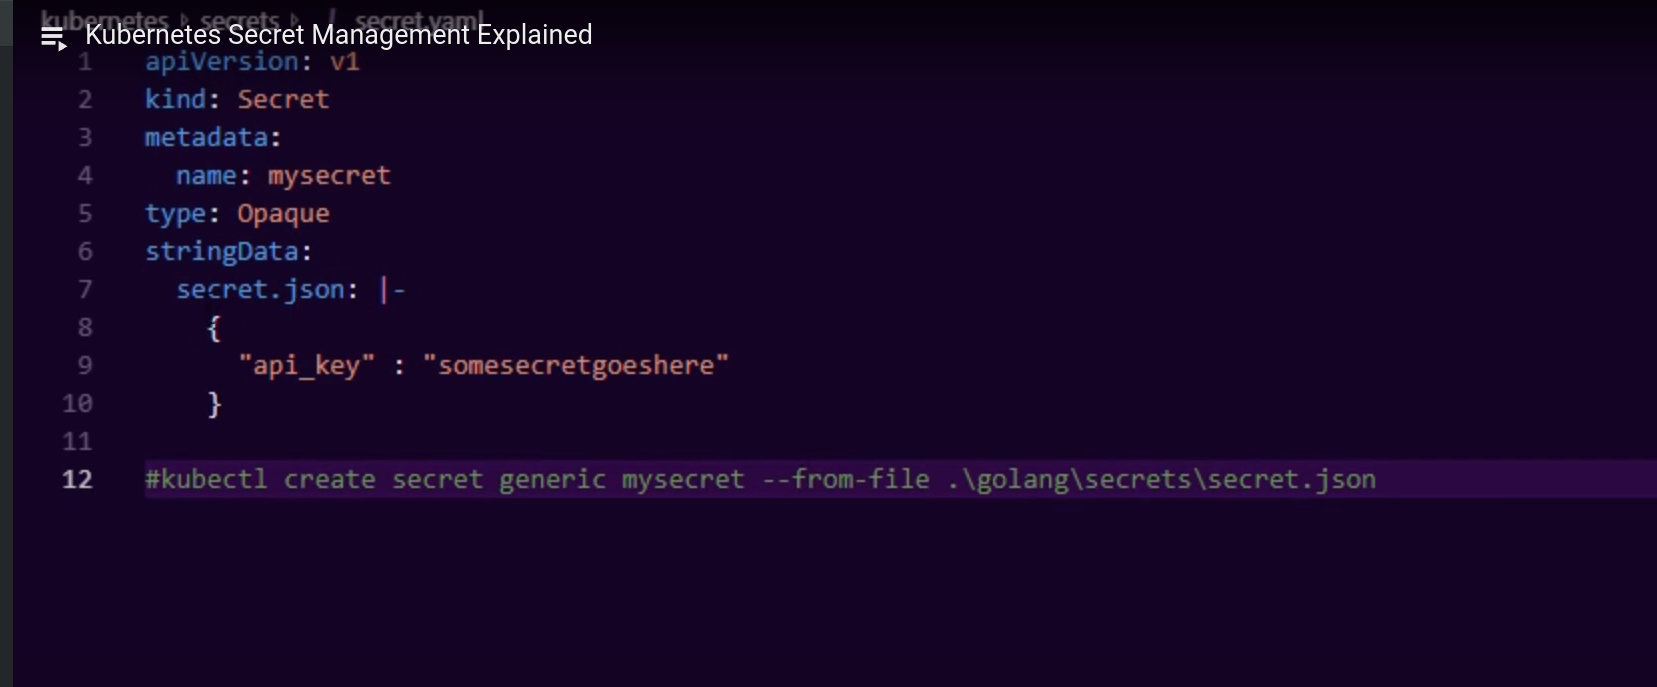 kubernetes secrets secret.yaml
Kubernetes Secret Management Explained
1 apiVersion: v1
2 kind: Secret
3 metadata:
4   name: mysecret
5 type: Opaque
6 stringData:
7   secret.json: |-
8     {
9       "api_key" : "somesecretgoeshere"
10     }
11
12 #kubectl create secret generic mysecret --from-file .\golang\secrets\secret.json